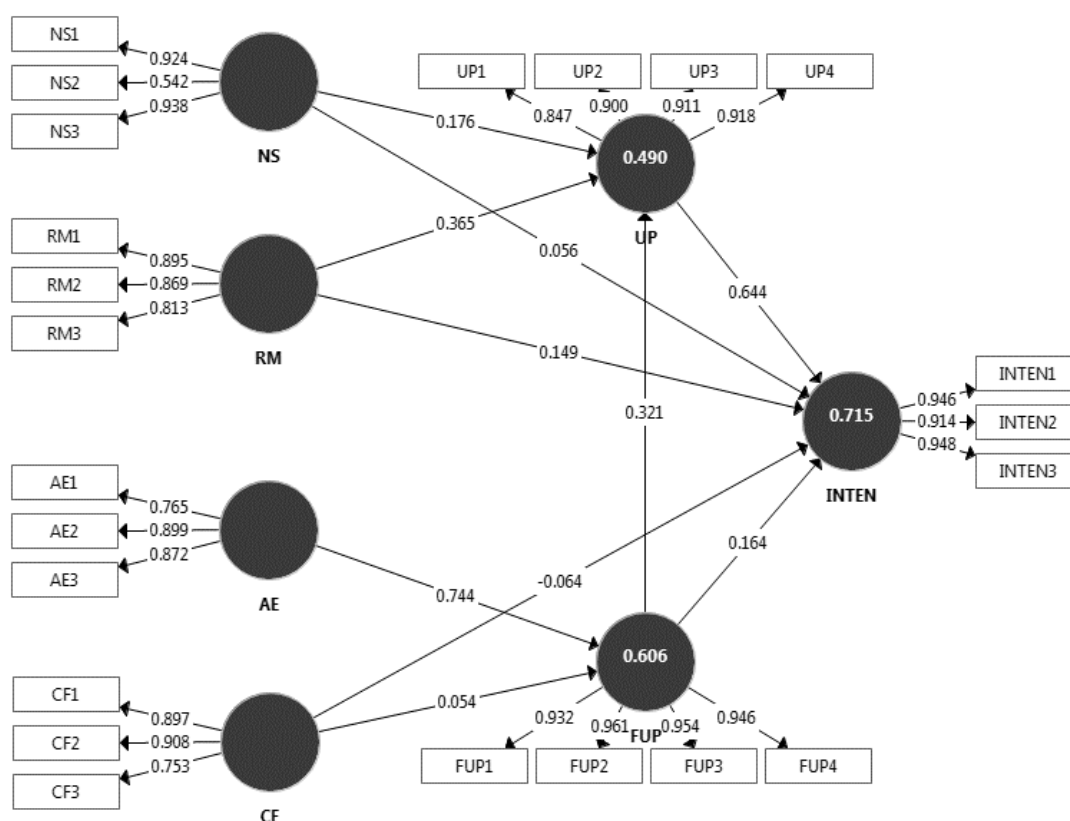 NS1
NS2
NS3
0.924
0.542
0.938
NS
UP1
UP2
UP3
UP4
0.847
0.900
0.911
0.918
0.490
UP
0.176
0.365
0.056
0.644
RM1
RM2
RM3
0.895
0.869
0.813
RM
0.149
0.321
0.715
INTEN
0.946
0.914
0.948
INTEN1
INTEN2
INTEN3
AE1
AE2
AE3
0.765
0.899
0.872
AE
0.744
-0.064
0.164
0.054
0.606
FUP
CF1
CF2
CF3
0.897
0.908
0.753
CF
0.932
0.961
0.954
0.946
FUP1
FUP2
FUP3
FUP4